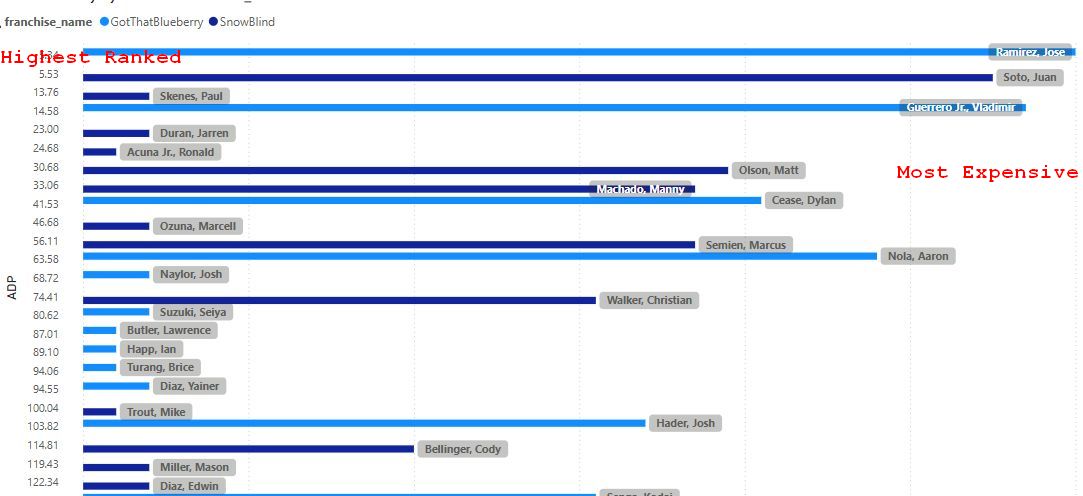 franchise_name GotThatBlueberry SnowBlind
Highest Ranked
Ramirez, Jose
5.53 Soto, Juan
13.76 Skenes, Paul
14.58 Guerrero Jr., Vladimir
23.00 Duran, Jarren
24.68 Acuna Jr., Ronald
30.68 Olson, Matt
Most Expensive
33.06 Machado, Manny
41.53 Cease, Dylan
46.68 Ozuna, Marcell
56.11 Semien, Marcus
63.58 Nola, Aaron
68.72 Naylor, Josh
ADP
74.41 Walker, Christian
80.62 Suzuki, Seiya
87.01 Butler, Lawrence
89.10 Happ, Ian
94.06 Turang, Brice
94.55 Diaz, Yainer
100.04 Trout, Mike
103.82 Hader, Josh
114.81 Bellinger, Cody
119.43 Miller, Mason
122.34 Diaz, Edwin